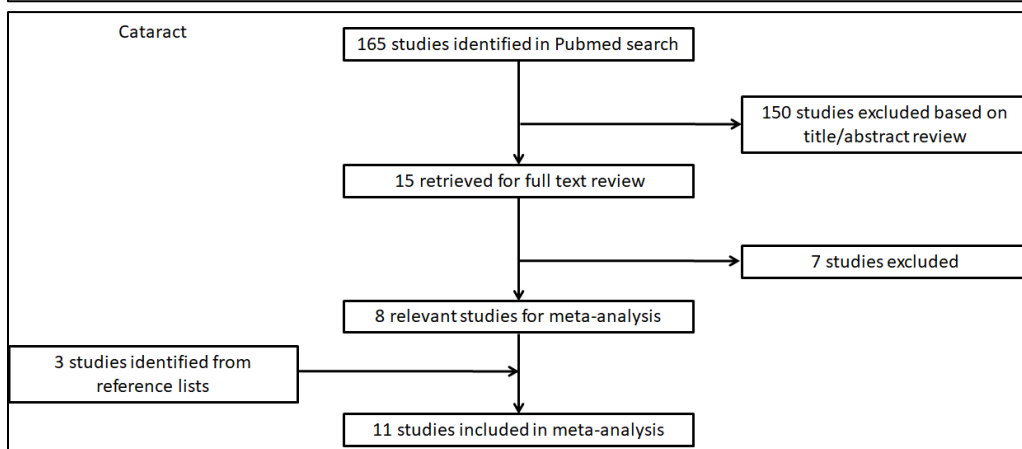 Cataract
165 studies identified in Pubmed search
150 studies excluded based on
title/abstract review
15 retrieved for full text review
7 studies excluded
8 relevant studies for meta-analysis
3 studies identified from
reference lists
11 studies included in meta-analysis